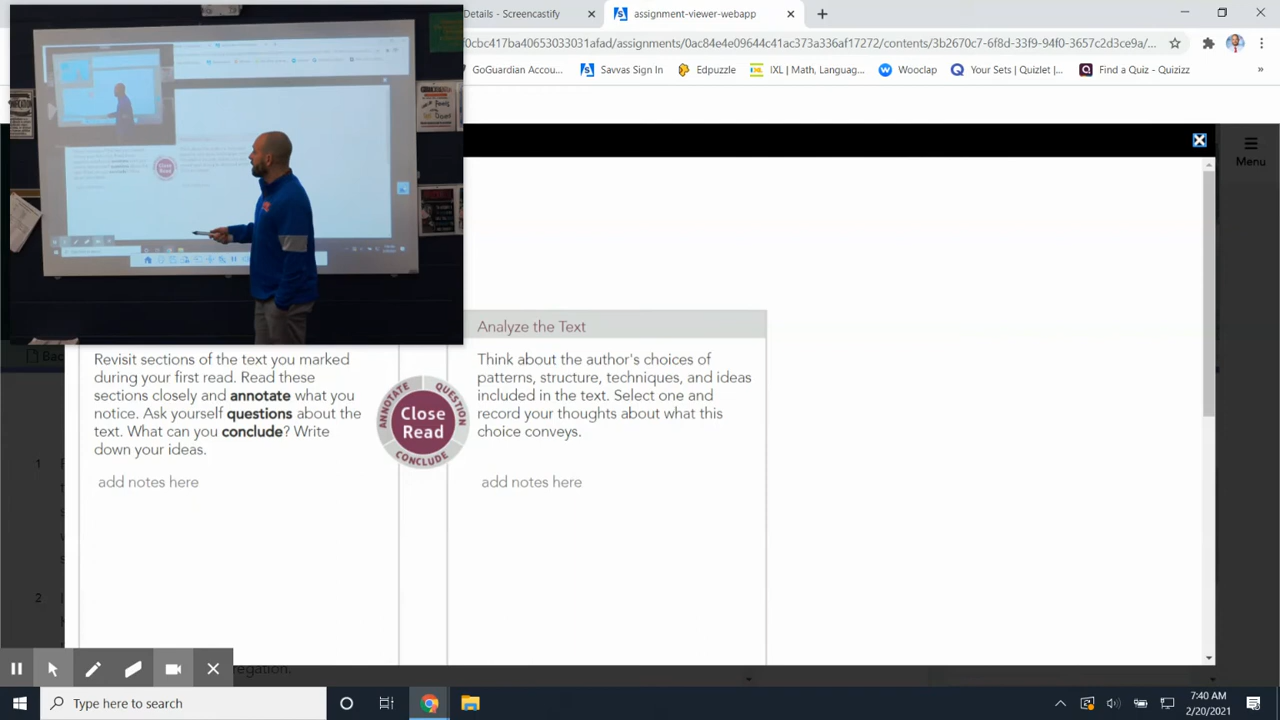 Details - Screencastify
assignment-viewer-webapp
0cbc417ba40653033031afad/assignments/0ac84e4e09644c41ac373a336af17272/contents/3b2670c7-6f8d-33f9-94f0-3657c2d3ce9a/...
GoGuardian Accou...
Savvas Sign In
Edpuzzle
IXL | Math, Languag...
Wooclap
Your Sets | Quizlet |...
Find a Quiz - Quizizz
»
Menu
Close
Read
Analyze the Text
Revisit sections of the text you marked
during your first read. Read these
sections closely and annotate what you
notice. Ask yourself questions about the
text. What can you conclude? Write
down your ideas.
add notes here
ANNOTATE
QUESTION
Close
Read
CONCLUDE
Think about the author's choices of
patterns, structure, techniques, and ideas
included in the text. Select one and
record your thoughts about what this
choice conveys.
add notes here
1
2
Type here to search
7:40 AM
2/20/2021